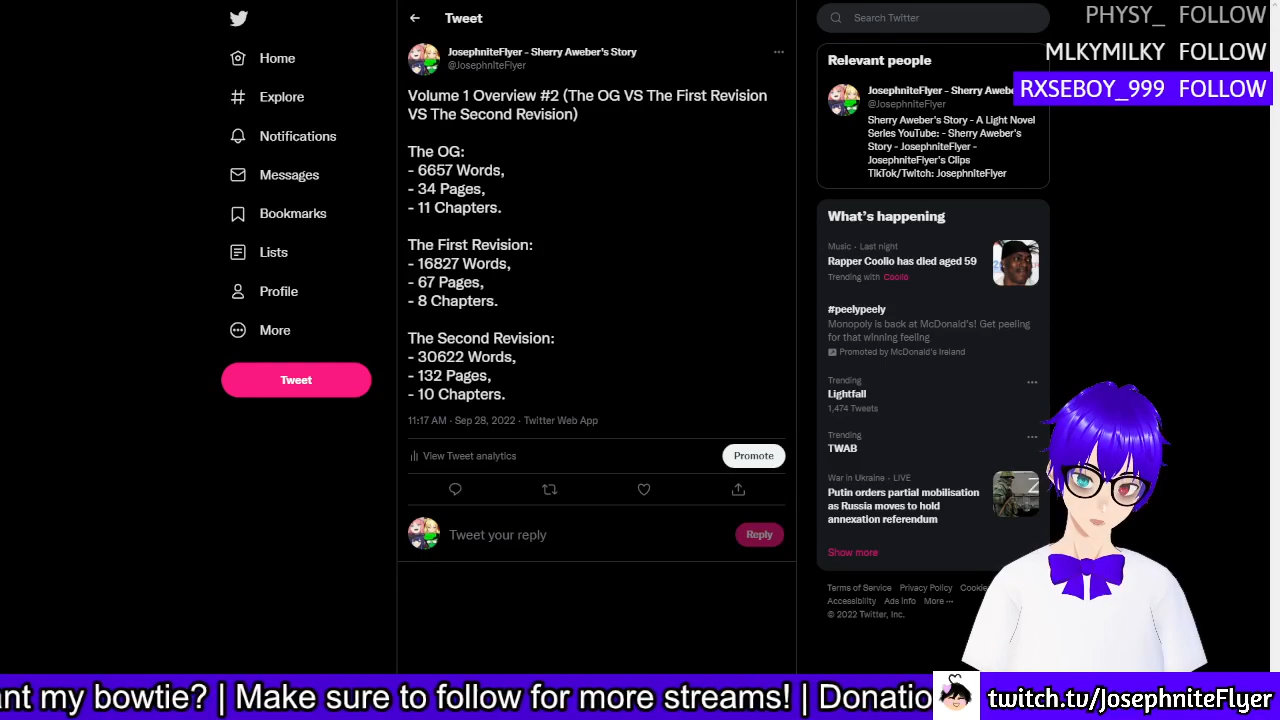 Home
Explore
Notifications
Messages
Bookmarks
Lists
Profile
More
Tweet
Tweet
JosephniteFlyer - Sherry Aweber's Story
@JosephniteFlyer
Volume 1 Overview #2 (The OG VS The First Revision
VS The Second Revision)
The OG:
- 6657 Words,
- 34 Pages,
- 11 Chapters.
The First Revision:
- 16827 Words,
- 67 Pages,
- 8 Chapters.
The Second Revision:
- 30622 Words,
- 132 Pages,
- 10 Chapters.
11:17 AM · Sep 28, 2022 · Twitter Web App
View Tweet analytics
Promote
Tweet your reply
Reply
Search Twitter
Relevant people
JosephniteFlyer - Sherry Awebe
@JosephniteFlyer
Sherry Aweber's Story - A Light Novel
Series YouTube: - Sherry Aweber's
Story - JosephniteFlyer -
JosephniteFlyer's Clips
TikTok/Twitch: JosephniteFlyer
What's happening
Music · Last night
Rapper Coolio has died aged 59
Trending with Coolio
#peelypeely
Monopoly is back at McDonald's! Get peeling
for that winning feeling
Promoted by McDonald's Ireland
Trending
Lightfall
1,474 Tweets
Trending
TWAB
War in Ukraine · LIVE
Putin orders partial mobilisation
as Russia moves to hold
annexation referendum
Show more
Terms of Service Privacy Policy Cookie
Accessibility Ads info More ···
© 2022 Twitter, Inc.
PHYSY_ FOLLOW
MLKYMILKY FOLLOW
RXSEBOY_999 FOLLOW
ant my bowtie? | Make sure to follow for more streams! | Donatio
twitch.tv/JosephniteFlyer